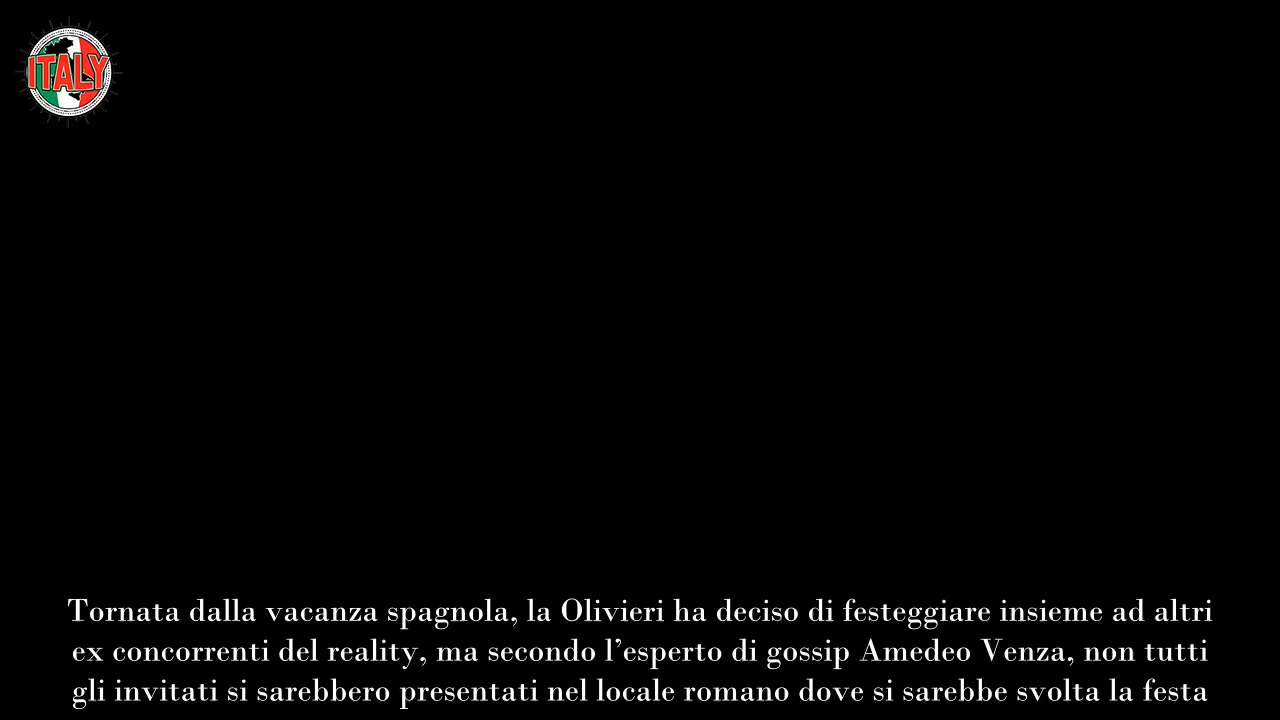 ITALY
Tornata dalla vacanza spagnola, la Olivieri ha deciso di festeggiare insieme ad altri
ex concorrenti del reality, ma secondo l’esperto di gossip Amedeo Venza, non tutti
gli invitati si sarebbero presentati nel locale romano dove si sarebbe svolta la festa